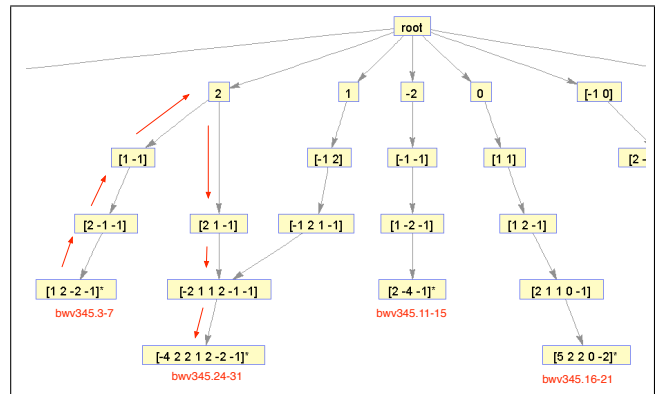 root
2 1 -2 0 [-1 0]
[1 -1] [-1 2] [-1 -1] [1 1] [2 -
[2 -1 -1] [2 1 -1] [-1 2 1 -1] [1 -2 -1] [1 2 -1]
[1 2 -2 -1]* [-2 1 1 2 -1 -1] [2 -4 -1]* [2 1 1 0 -1]
bwv345.3-7 bwv345.11-15
[-4 2 2 1 2 -2 -1]* [5 2 2 0 -2]*
bwv345.24-31 bwv345.16-21